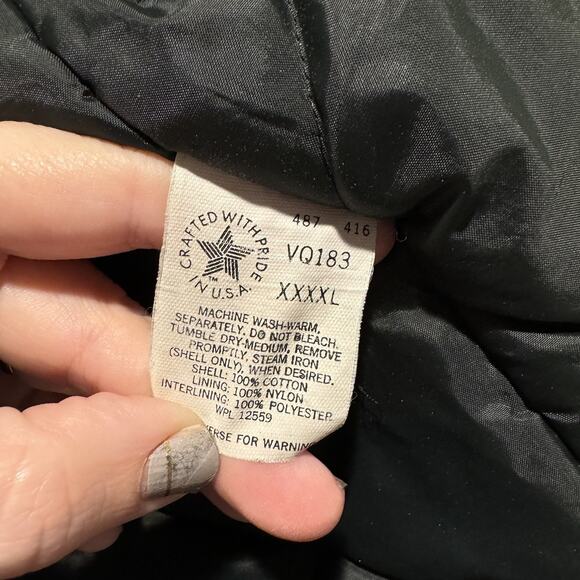 CRAFTED WITH PRIDE
IN U.S.A.
TM
487 416
VQ183
XXXXL
MACHINE WASH-WARM,
SEPARATELY. DO NOT BLEACH.
TUMBLE DRY-MEDIUM, REMOVE
PROMPTLY. STEAM IRON
(SHELL ONLY), WHEN DESIRED.
SHELL: 100% COTTON
LINING: 100% NYLON
INTERLINING: 100% POLYESTER
WPL 12559
FOR